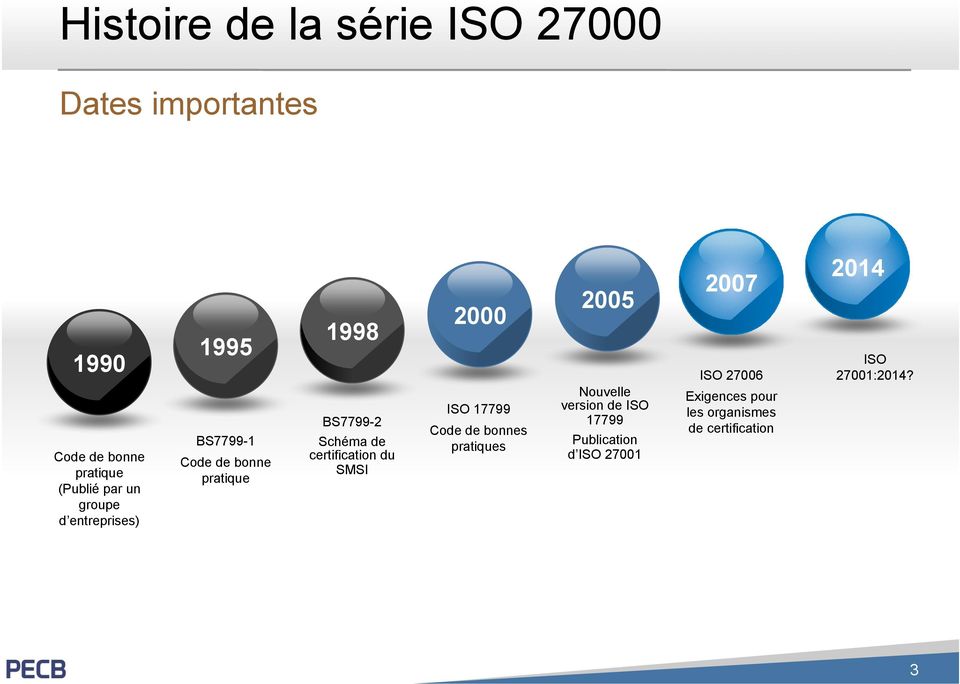 Histoire de la série ISO 27000
Dates importantes
1990
Code de bonne
pratique
(Publié par un
groupe
d entreprises)
1995
BS7799-1
Code de bonne
pratique
1998
BS7799-2
Schéma de
certification du
SMSI
2000
ISO 17799
Code de bonnes
pratiques
2005
Nouvelle
version de ISO
17799
Publication
d ISO 27001
2007
ISO 27006
Exigences pour
les organismes
de certification
2014
ISO
27001:2014?
PECB
3